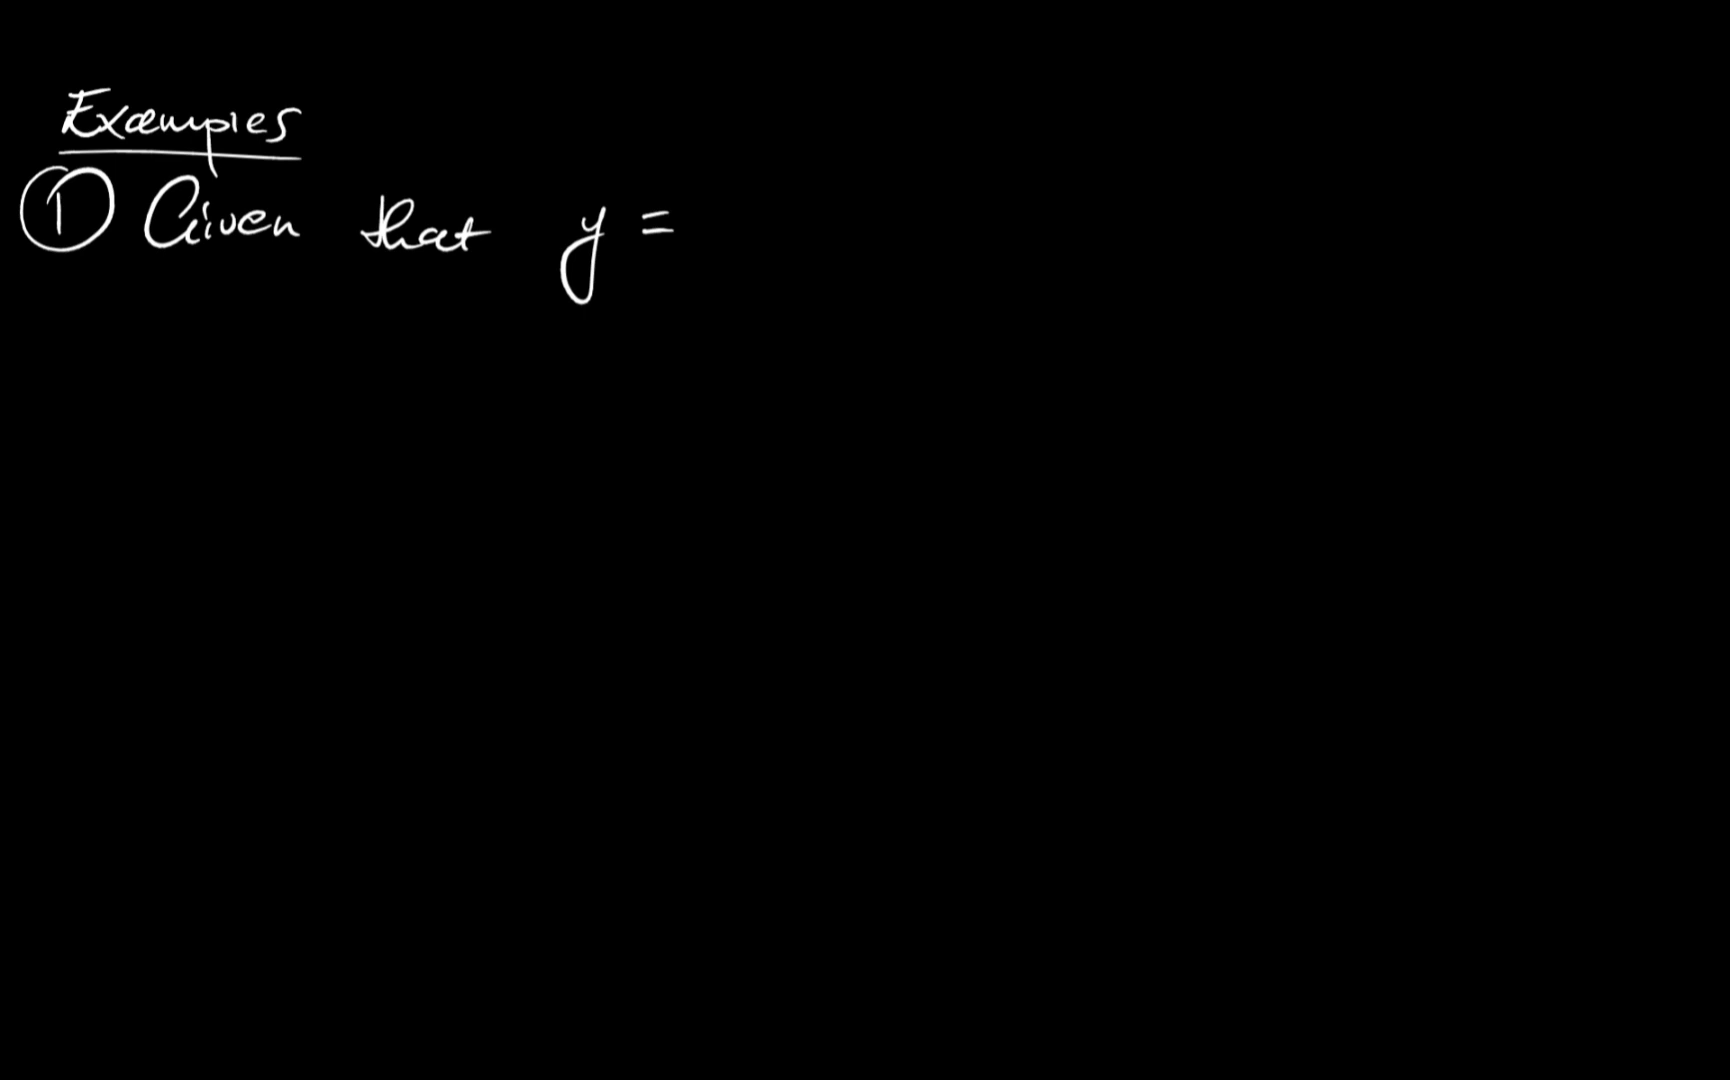 Examples
① Given that y =